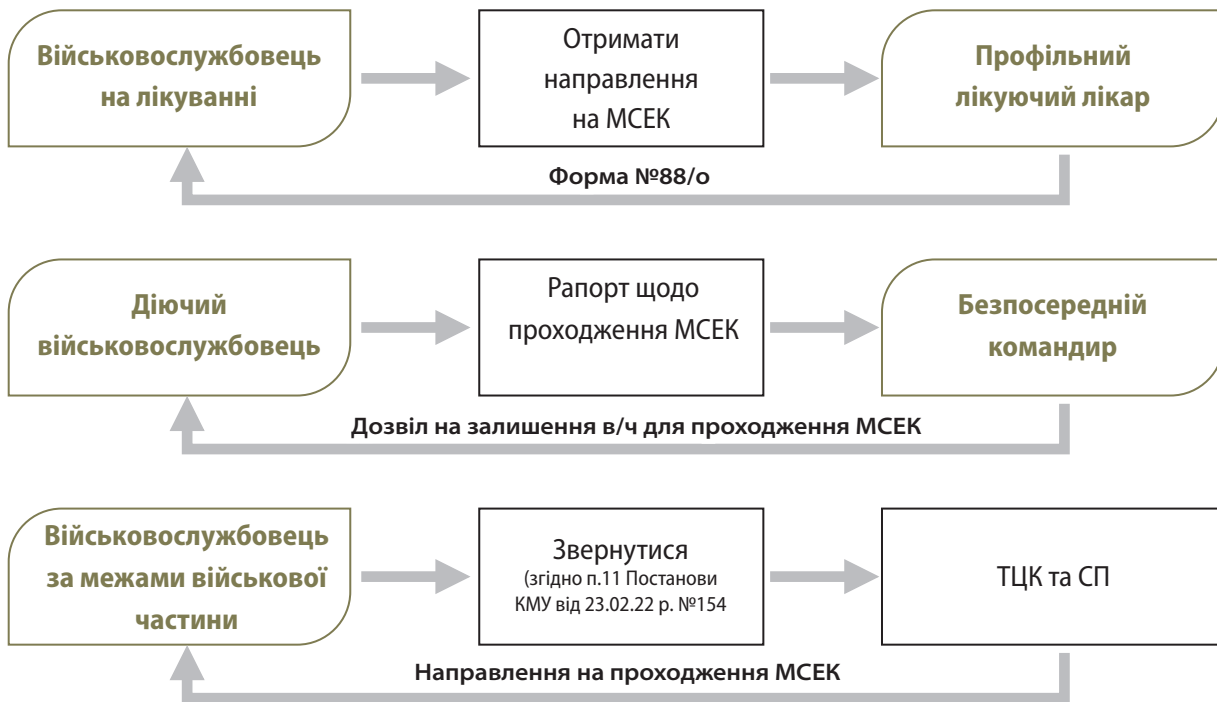 Військовослужбовець
на лікуванні
Отримати
направлення
на МСЕК
Профільний
лікуючий лікар
Форма №88/о
Діючий
військовослужбовець
Рапорт щодо
проходження МСЕК
Безпосередній
командир
Дозвіл на залишення в/ч для проходження МСЕК
Військовослужбовець
за межами військової
частини
Звернутися
(згідно п.11 Постанови
КМУ від 23.02.22 р. №154
ТЦК та СП
Направлення на проходження МСЕК